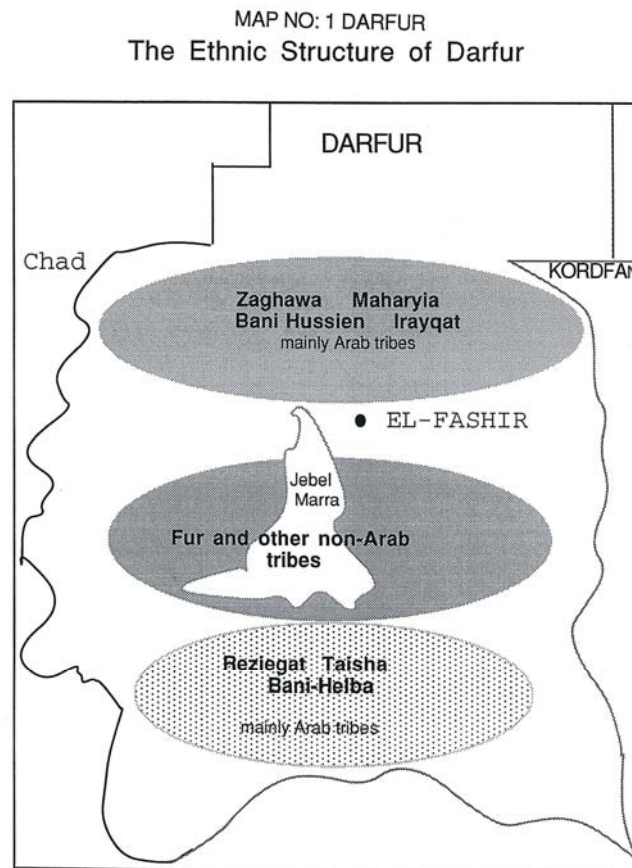 MAP NO: 1 DARFUR
The Ethnic Structure of Darfur
DARFUR
Chad
KORDFAN
Zaghawa Maharyia
Bani Hussien Irayqat
mainly Arab tribes
EL-FASHIR
Jebel
Marra
Fur and other non-Arab
tribes
Reziegat Taisha
Bani-Helba
mainly Arab tribes